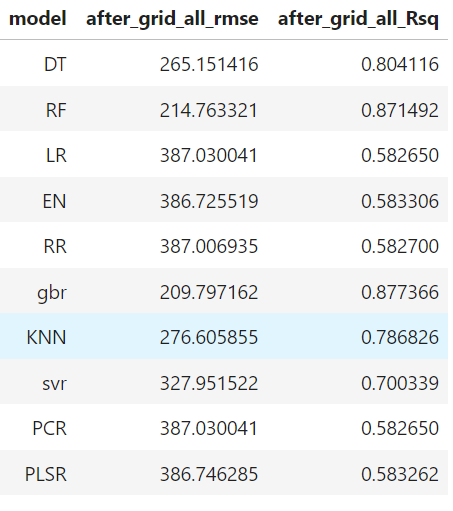 model after_grid_all_rmse after_grid_all_Rsq
DT 265.151416 0.804116
RF 214.763321 0.871492
LR 387.030041 0.582650
EN 386.725519 0.583306
RR 387.006935 0.582700
gbr 209.797162 0.877366
KNN 276.605855 0.786826
svr 327.951522 0.700339
PCR 387.030041 0.582650
PLSR 386.746285 0.583262